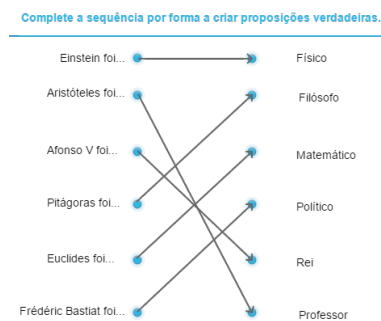 Complete a sequência por forma a criar proposições verdadeiras.
Einstein foi... Físico
Aristóteles foi... Filósofo
Afonso V foi... Matemático
Pitágoras foi... Político
Euclides foi... Rei
Frédéric Bastiat foi... Professor